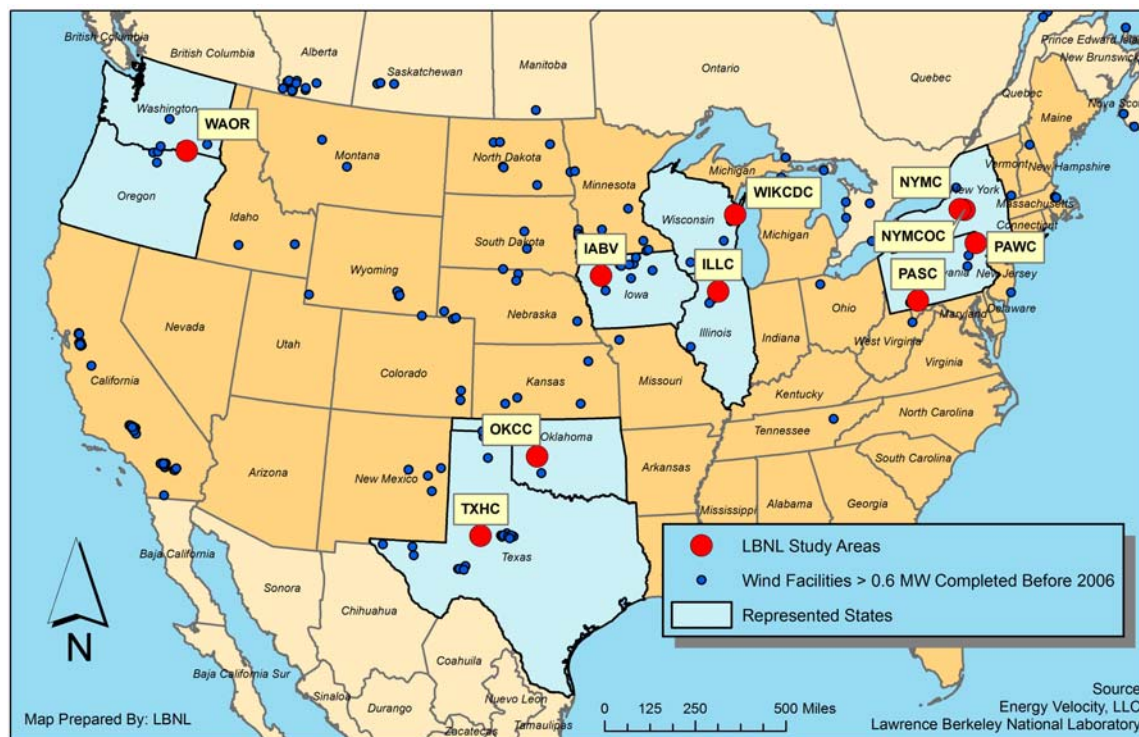 British Columbia
British Columbia
Alberta
Saskatchewan
Manitoba
Ontario
Quebec
Prince Edward
New Brunswick
Quebec
Nova
Maine
Washington
WAOR
Montana
North Dakota
Minnesota
Michigan
WIKCDC
NYMC
New York
Vermont
New Hampshire
Massachusetts
Connecticut
Oregon
Idaho
South Dakota
Wisconsin
Michigan
NYMCOC
PAWC
IABV
ILLC
PASC
vania
New Jersey
Wyoming
Iowa
Nebraska
Illinois
Indiana
Ohio
Maryland
Delaware
West Virginia
Virginia
Nevada
Utah
Colorado
Kansas
Missouri
Kentucky
California
OKCC
Oklahoma
Tennessee
North Carolina
Arizona
New Mexico
Arkansas
South Carolina
Mississippi
Alabama
Georgia
TXHC
Texas
LBNL Study Areas
Wind Facilities > 0.6 MW Completed Before 2006
Represented States
Baja California
Sonora
Chihuahua
Coahuila
N
Baja California Sur
Sinaloa
Durango
Nuevo Leon
Tamaulipas
Zacatecas
0 125 250 500 Miles
Map Prepared By: LBNL
Source
Energy Velocity, LLC
Lawrence Berkeley National Laboratory